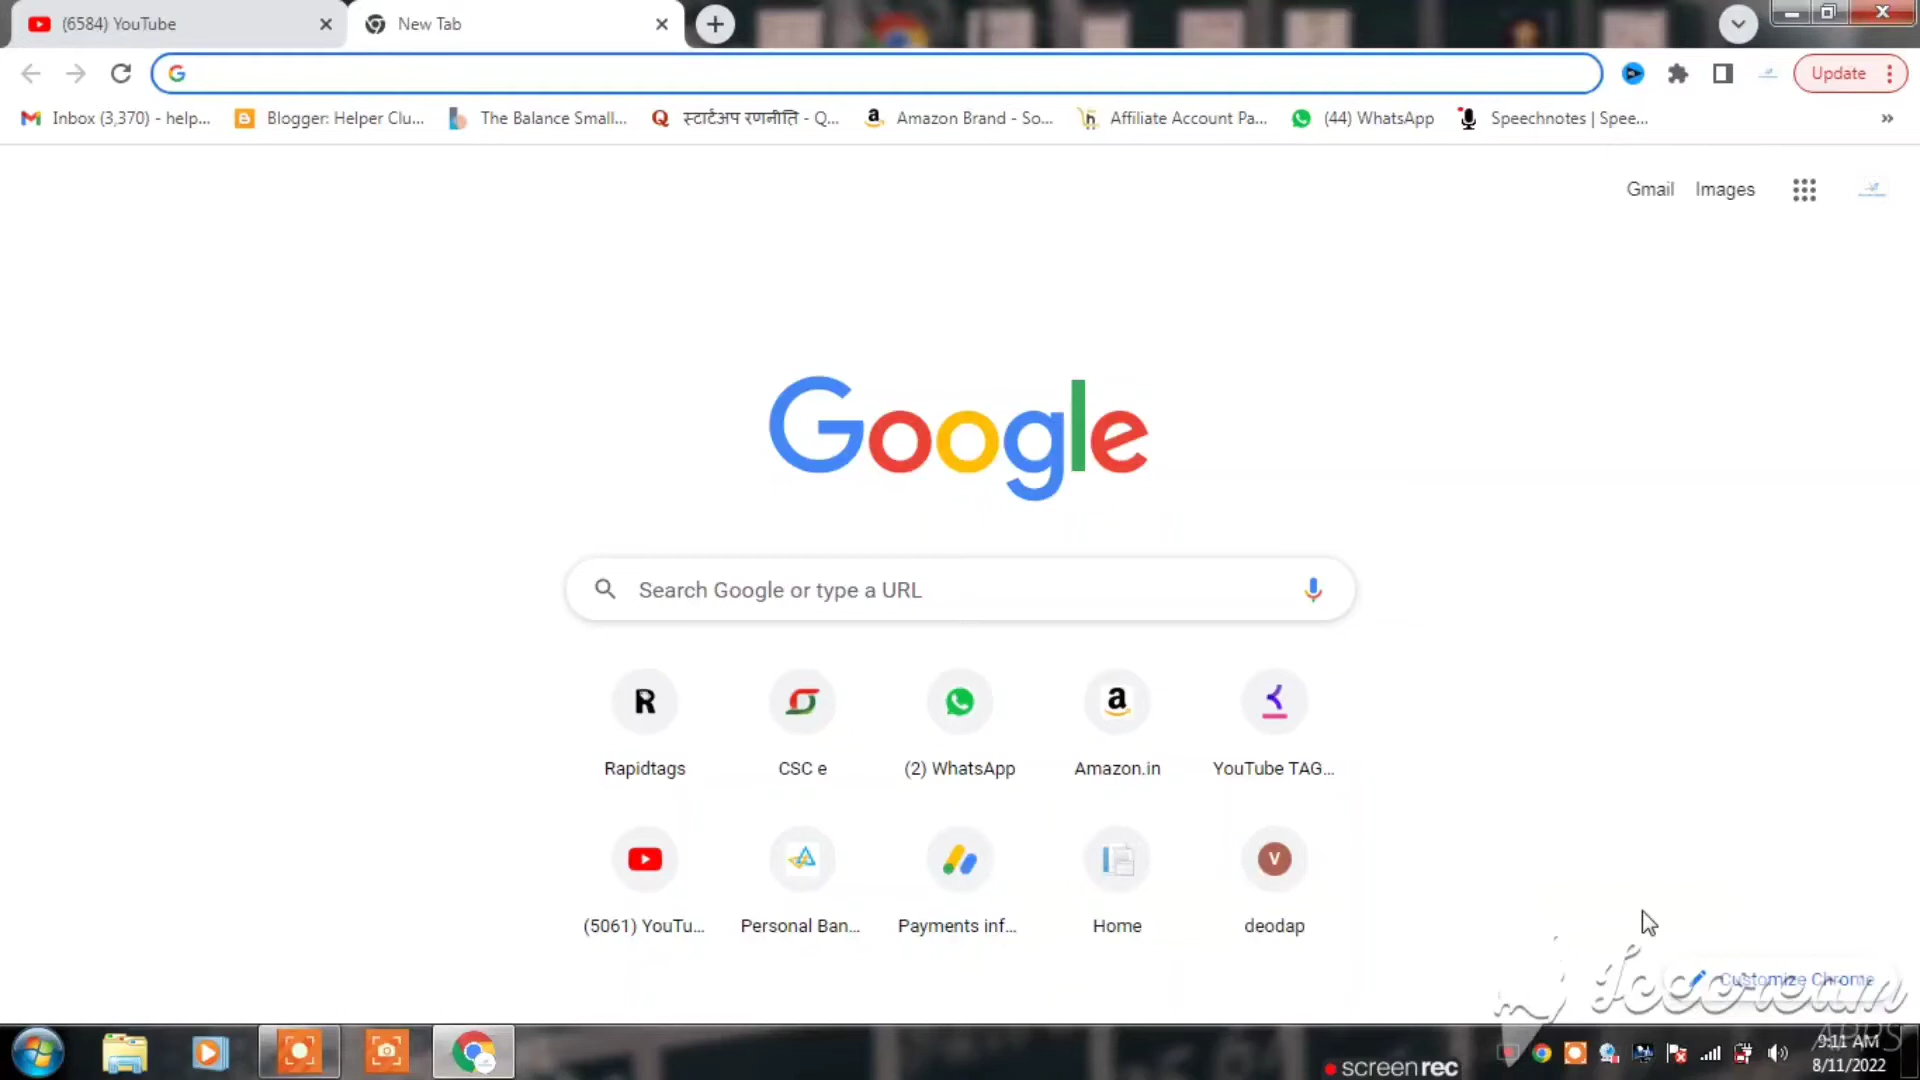 (6584) YouTube
New Tab
Update
Inbox (3,370) - help...
Blogger: Helper Clu...
The Balance Small...
स्टार्टअप रणनीति - Q...
Amazon Brand - So...
Affiliate Account Pa...
(44) WhatsApp
Speechnotes | Spee...
Gmail
Images
Google
Search Google or type a URL
Rapidtags
CSC e
(2) WhatsApp
Amazon.in
YouTube TAG...
(5061) YouTu...
Personal Ban...
Payments inf...
Home
deodap
Customize Chrome
Icecream
APPS
screenrec
9:11 AM
8/11/2022